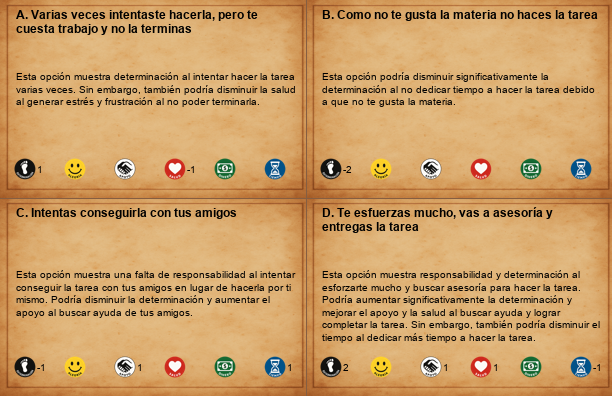 A. Varias veces intentaste hacerla, pero te
cuesta trabajo y no la terminas
Esta opción muestra determinación al intentar hacer la tarea
varias veces. Sin embargo, también podría disminuir la salud
al generar estrés y frustración al no poder terminarla.
1
-1
B. Como no te gusta la materia no haces la tarea
Esta opción podría disminuir significativamente la
determinación al no dedicar tiempo a hacer la tarea debido
a que no te gusta la materia.
-2
C. Intentas conseguirla con tus amigos
Esta opción muestra una falta de responsabilidad al intentar
conseguir la tarea con tus amigos en lugar de hacerla por ti
mismo. Podría disminuir la determinación y aumentar el
apoyo al buscar ayuda de tus amigos.
-1
1
1
D. Te esfuerzas mucho, vas a asesoría y
entregas la tarea
Esta opción muestra responsabilidad y determinación al
esforzarte mucho y buscar asesoría para hacer la tarea.
Podría aumentar significativamente la determinación y
mejorar el apoyo y la salud al buscar ayuda y lograr
completar la tarea. Sin embargo, también podría disminuir el
tiempo al dedicar más tiempo a hacer la tarea.
2
1
1
-1